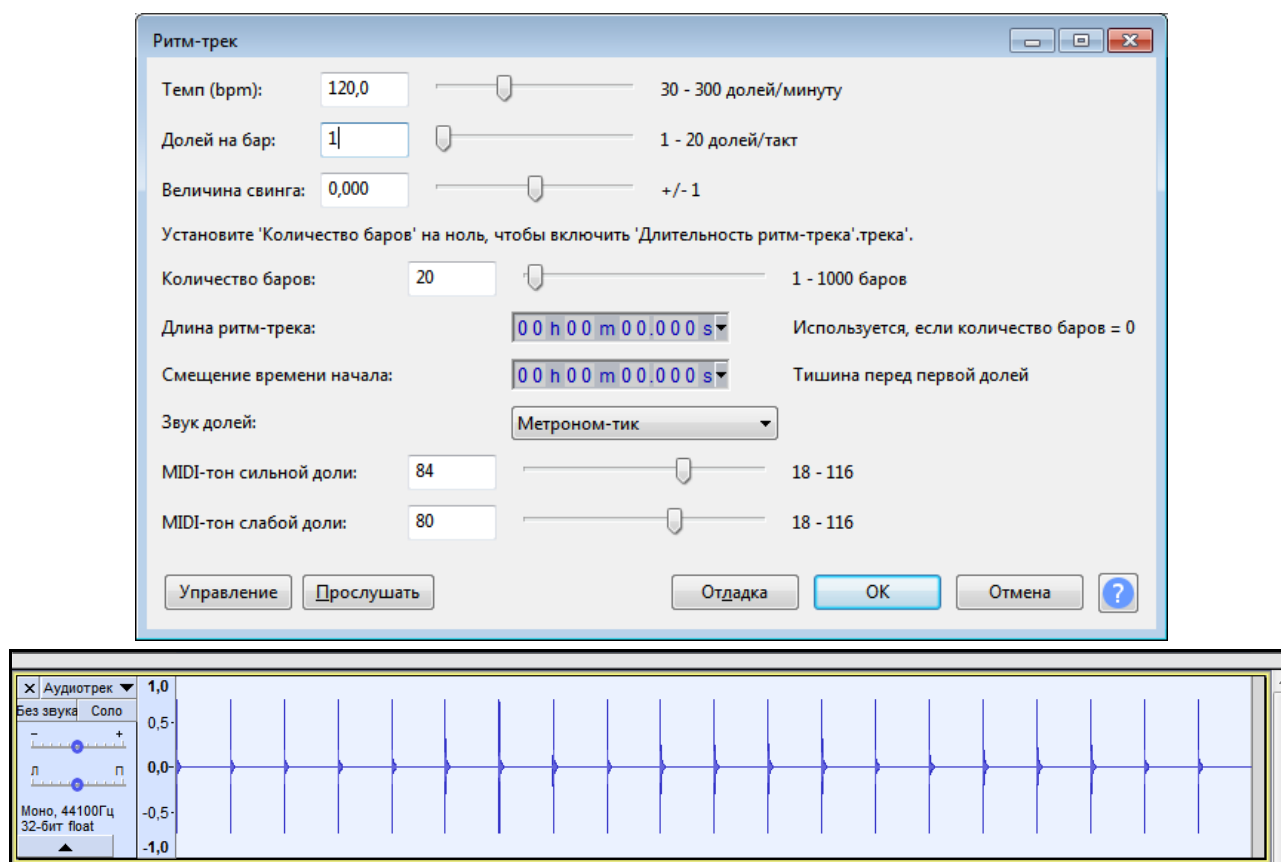 Ритм-трек
Темп (bpm): 120,0 30 - 300 долей/минуту
Долей на бар: 1 1 - 20 долей/такт
Величина свинга: 0,000 +/- 1
Установите 'Количество баров' на ноль, чтобы включить 'Длительность ритм-трека'.трека'.
Количество баров: 20 1 - 1000 баров
Длина ритм-трека: 00 h 00 m 00.000 s Используется, если количество баров = 0
Смещение времени начала: 00 h 00 m 00.000 s Тишина перед первой долей
Звук долей: Метроном-тик
MIDI-тон сильной доли: 84 18 - 116
MIDI-тон слабой доли: 80 18 - 116
Управление Прослушать Отладка ОК Отмена ?
X Аудиотрек 1,0
Без звука Соло
0,5
- +
0,0
Л П
Моно, 44100Гц
-0,5
32-бит float
-1,0